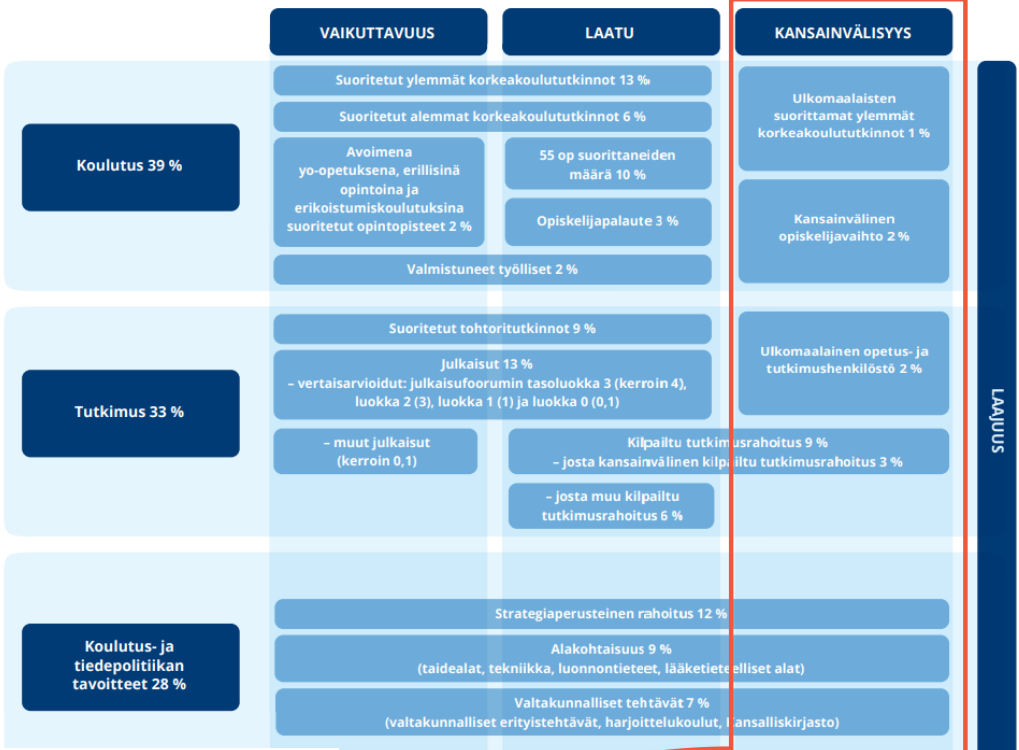 VAIKUTTAVUUS
LAATU
KANSAINVÄLISYYS
Koulutus 39 %
Suoritetut ylemmät korkeakoulututkinnot 13 %
Suoritetut alemmat korkeakoulututkinnot 6 %
Avoimena
yo-opetuksena, erillisinä
opintoina ja
erikoistumiskoulutuksina
suoritetut opintopisteet 2 %
55 op suorittaneiden
määrä 10 %
Opiskelijapalaute 3 %
Valmistuneet työlliset 2 %
Ulkomaalaisten
suorittamat ylemmät
korkeakoulututkinnot 1 %
Kansainvälinen
opiskelijavaihto 2 %
Tutkimus 33 %
Suoritetut tohtoritutkinnot 9 %
Julkaisut 13 %
– vertaisarvioidut: julkaisufoorumin tasoluokka 3 (kerroin 4),
luokka 2 (3), luokka 1 (1) ja luokka 0 (0,1)
– muut julkaisut
(kerroin 0,1)
Ulkomaalainen opetus- ja
tutkimushenkilöstö 2 %
Kilpailtu tutkimusrahoitus 9 %
– josta kansainvälinen kilpailtu tutkimusrahoitus 3 %
– josta muu kilpailtu
tutkimusrahoitus 6 %
Koulutus- ja
tiedepolitiikan
tavoitteet 28 %
Strategiaperusteinen rahoitus 12 %
Alakohtaisuus 9 %
(taidealat, tekniikka, luonnontieteet, lääketieteelliset alat)
Valtakunnalliset tehtävät 7 %
(valtakunnalliset erityistehtävät, harjoittelukoulut, kansalliskirjasto)
LAAJUUS